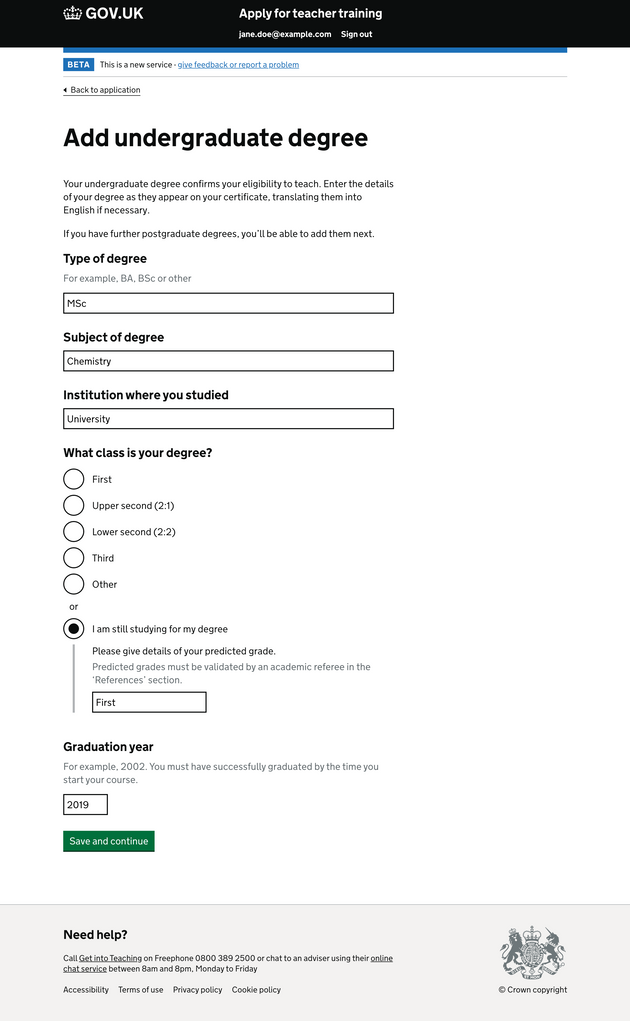 GOV.UK
Apply for teacher training
jane.doe@example.com Sign out
BETA This is a new service - give feedback or report a problem
Back to application
Add undergraduate degree
Your undergraduate degree confirms your eligibility to teach. Enter the details
of your degree as they appear on your certificate, translating them into
English if necessary.
If you have further postgraduate degrees, you’ll be able to add them next.
Type of degree
For example, BA, BSc or other
MSc
Subject of degree
Chemistry
Institution where you studied
University
What class is your degree?
First
Upper second (2:1)
Lower second (2:2)
Third
Other
or
I am still studying for my degree
Please give details of your predicted grade.
Predicted grades must be validated by an academic referee in the
‘References’ section.
First
Graduation year
For example, 2002. You must have successfully graduated by the time you
start your course.
2019
Save and continue
Need help?
Call Get into Teaching on Freephone 0800 389 2500 or chat to an adviser using their online
chat service between 8am and 8pm, Monday to Friday
Accessibility Terms of use Privacy policy Cookie policy
© Crown copyright